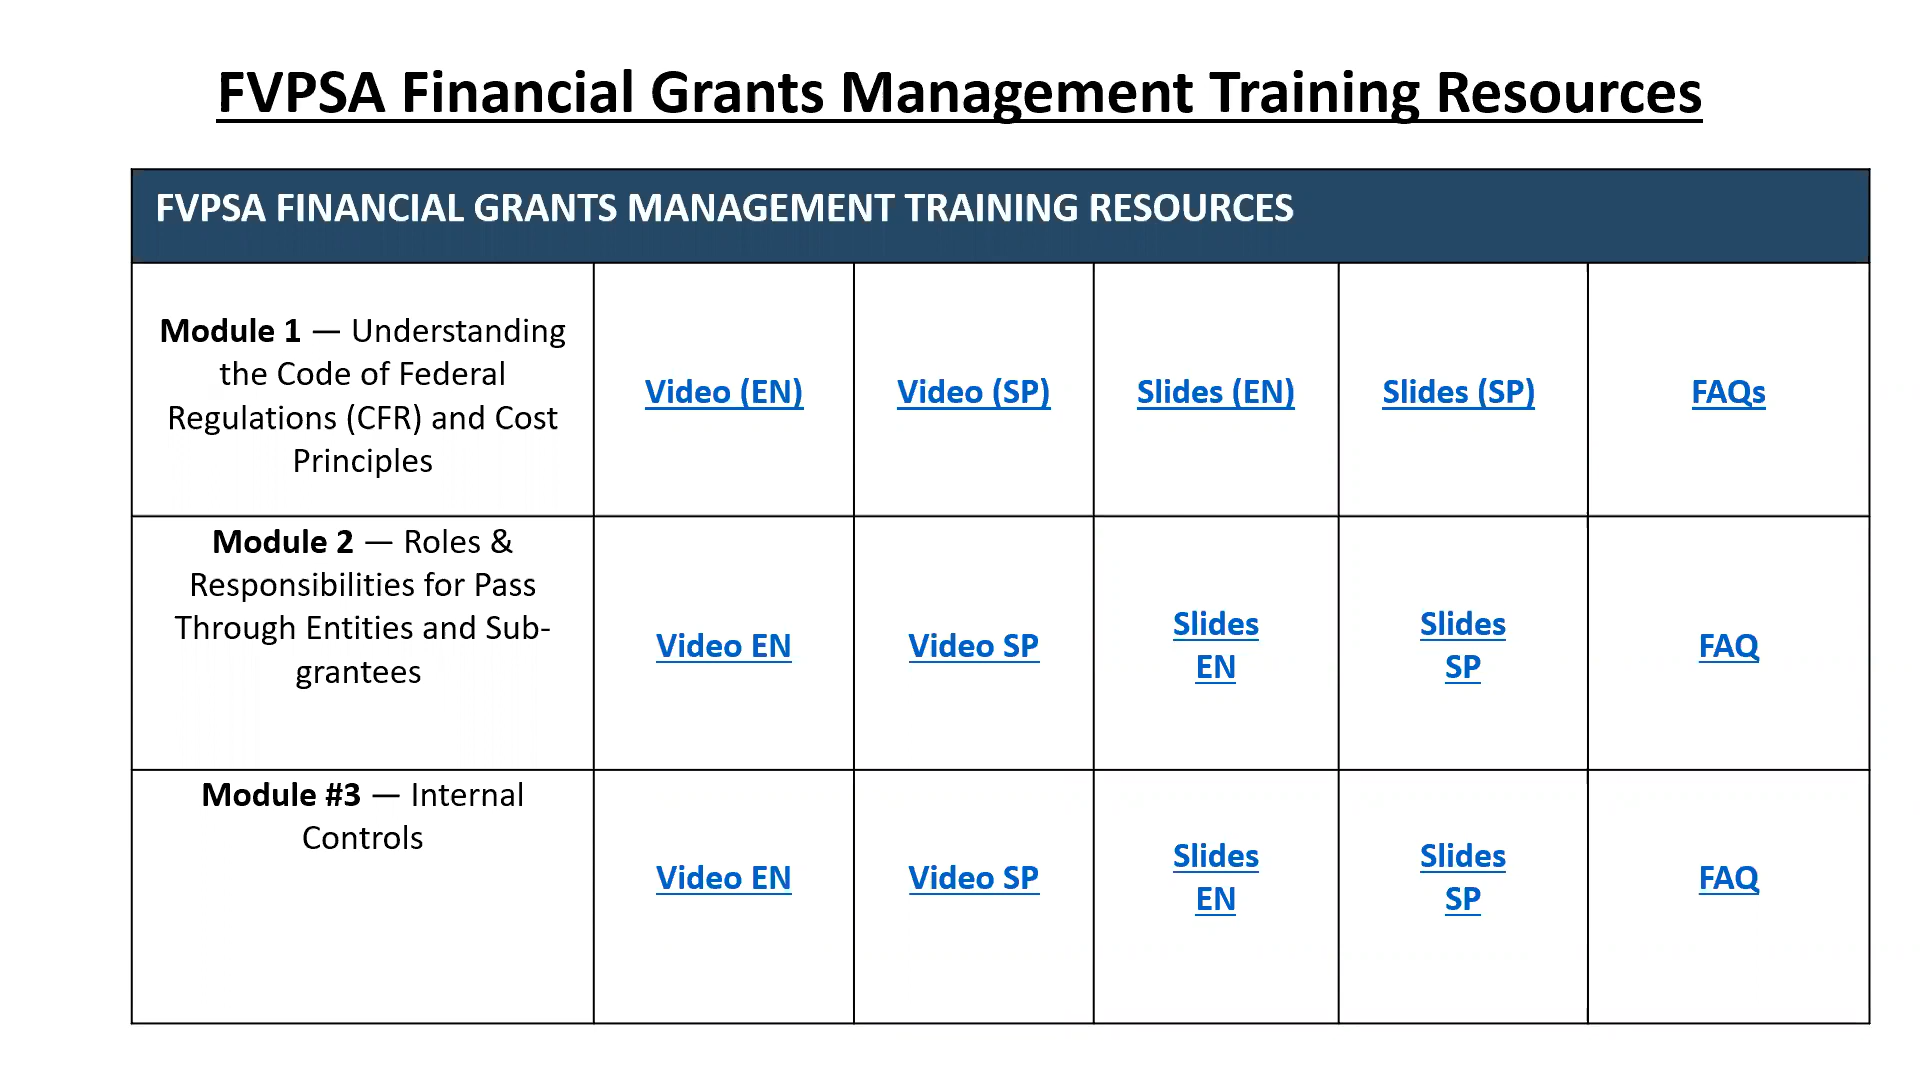 FVPSA Financial Grants Management Training Resources
FVPSA FINANCIAL GRANTS MANAGEMENT TRAINING RESOURCES
Module 1 — Understanding
the Code of Federal
Regulations (CFR) and Cost
Principles
Video (EN)
Video (SP)
Slides (EN)
Slides (SP)
FAQs
Module 2 — Roles &
Responsibilities for Pass
Through Entities and Sub-
grantees
Video EN
Video SP
Slides
EN
Slides
SP
FAQ
Module #3 — Internal
Controls
Video EN
Video SP
Slides
EN
Slides
SP
FAQ